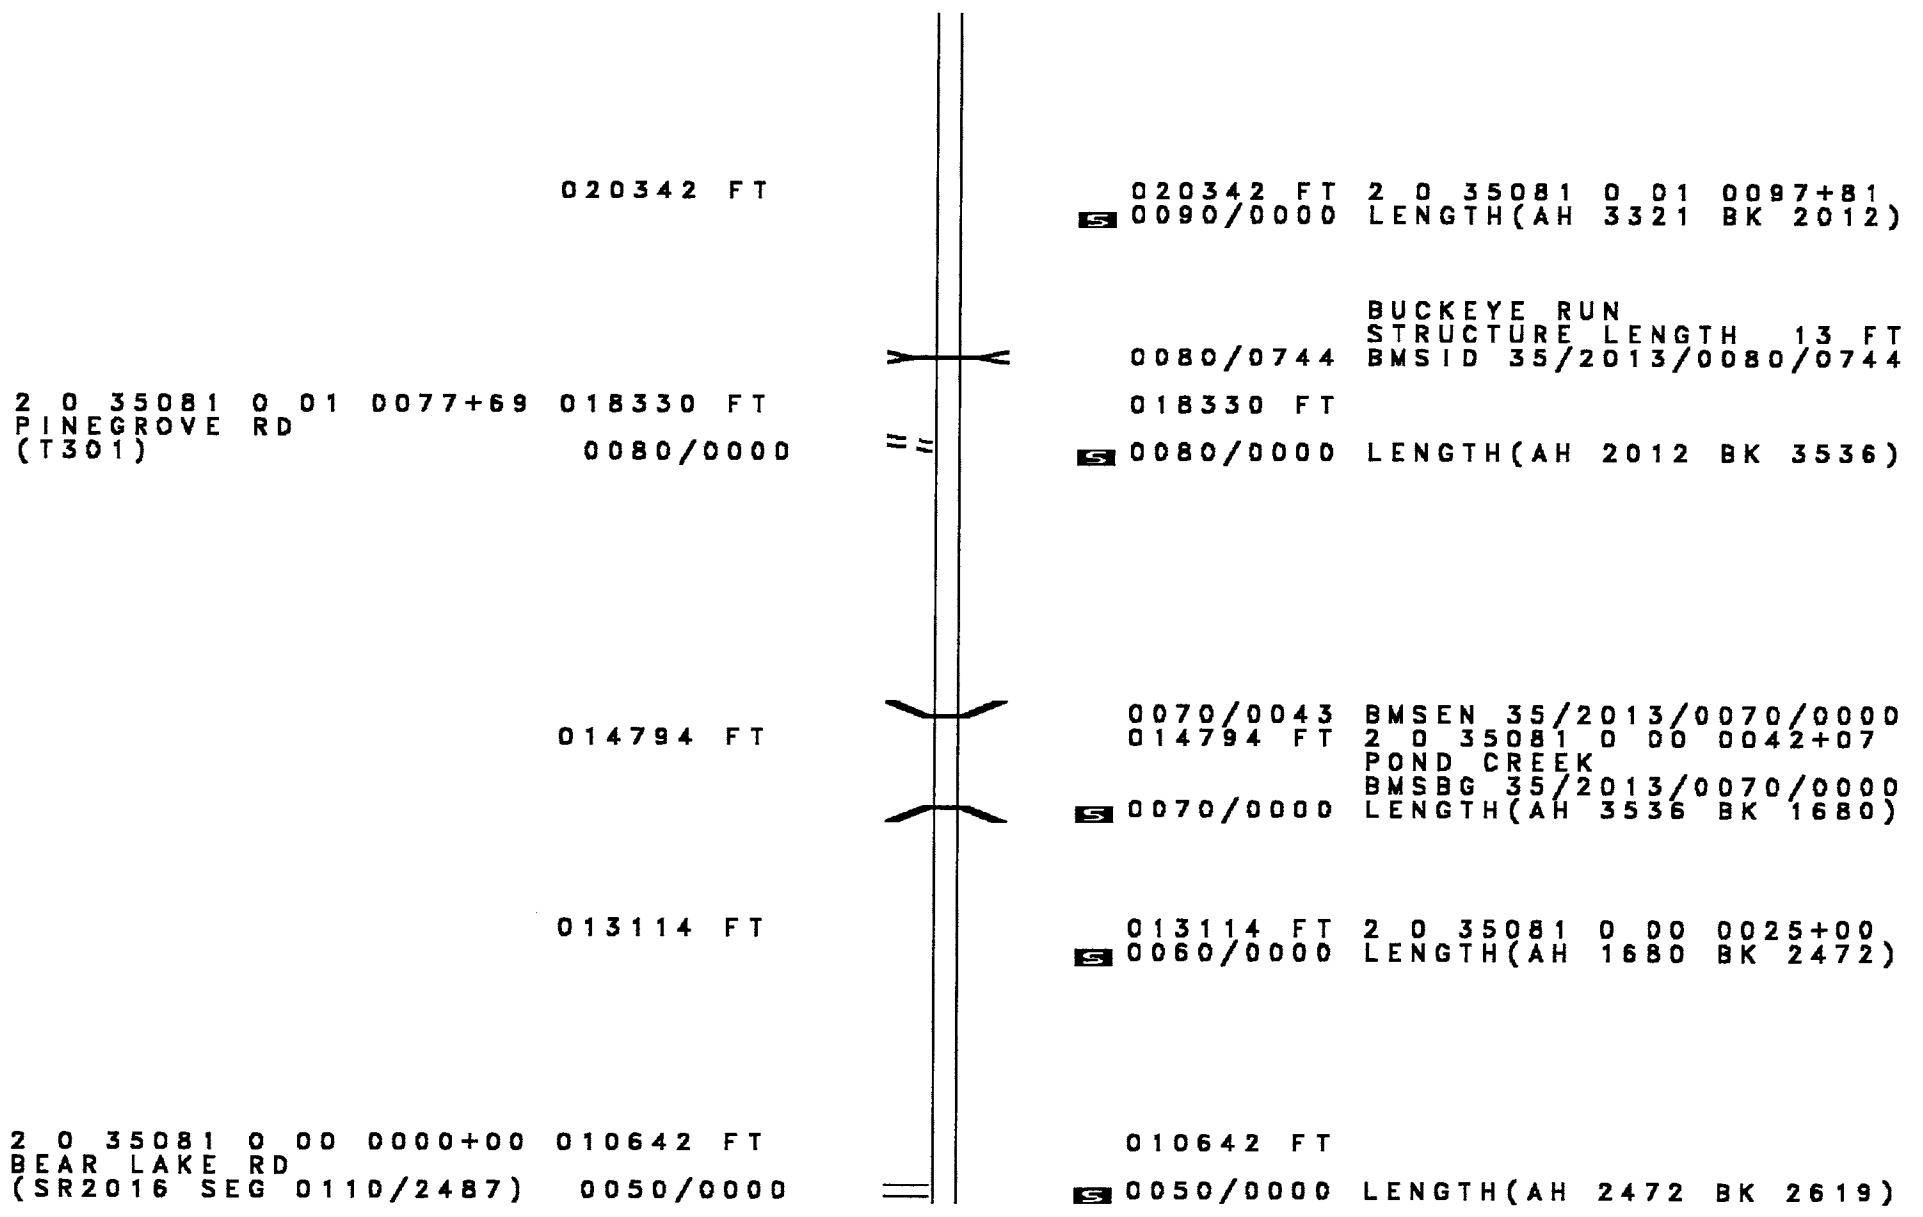 020342 FT
020342 FT 2 0 35081 0 01 0097+81
S 0090/0000 LENGTH(AH 3321 BK 2012)
BUCKEYE RUN
STRUCTURE LENGTH 13 FT
0080/0744 BMSID 35/2013/0080/0744
2 0 35081 0 01 0077+69 018330 FT
PINEGROVE RD
(T301) 0080/0000
018330 FT
S 0080/0000 LENGTH(AH 2012 BK 3536)
014794 FT
0070/0043 BMSEN 35/2013/0070/0000
014794 FT 2 0 35081 0 00 0042+07
POND CREEK
BMSBG 35/2013/0070/0000
S 0070/0000 LENGTH(AH 3536 BK 1680)
013114 FT
013114 FT 2 0 35081 0 00 0025+00
S 0060/0000 LENGTH(AH 1680 BK 2472)
2 0 35081 0 00 0000+00 010642 FT
BEAR LAKE RD
(SR2016 SEG 0110/2487) 0050/0000
010642 FT
S 0050/0000 LENGTH(AH 2472 BK 2619)